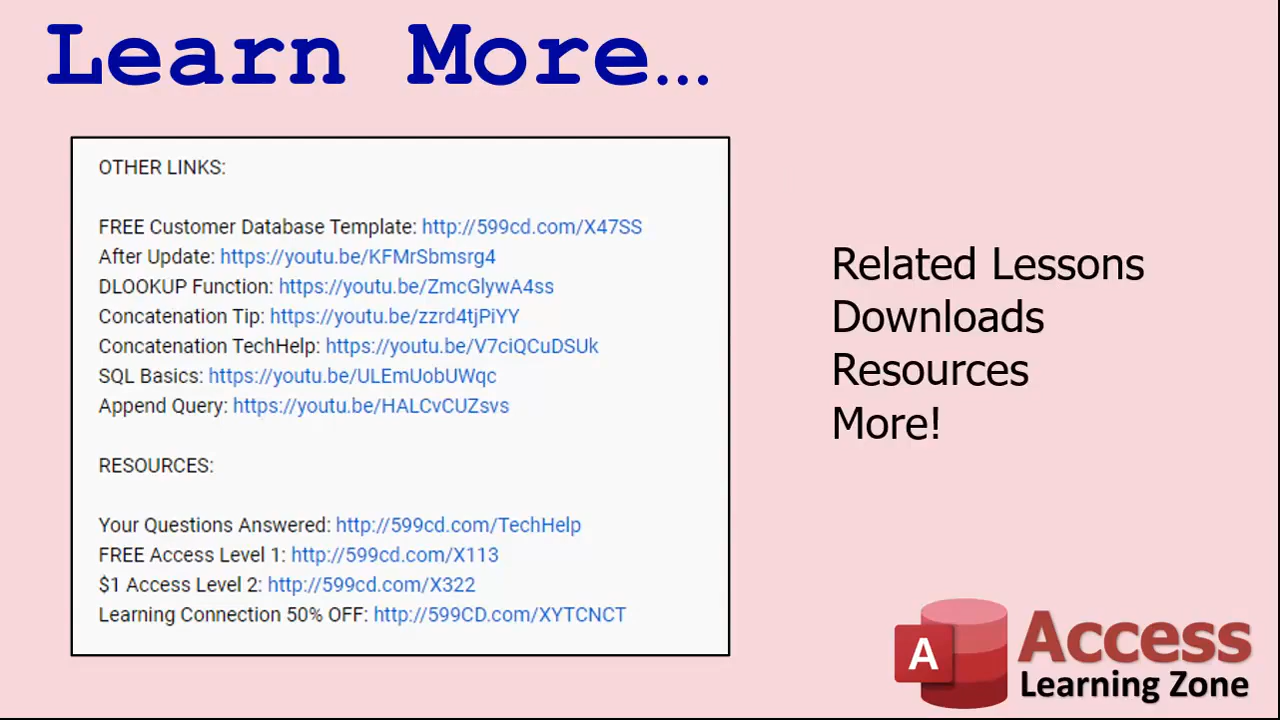 Learn More...
OTHER LINKS:
FREE Customer Database Template: http://599cd.com/X47SS
After Update: https://youtu.be/KFMrSbmsrg4
DLOOKUP Function: https://youtu.be/ZmcGlywA4ss
Concatenation Tip: https://youtu.be/zzrd4tjPiYY
Concatenation TechHelp: https://youtu.be/V7ciQCuDSUk
SQL Basics: https://youtu.be/ULEmUobUWqc
Append Query: https://youtu.be/HALCvCUZsvs
RESOURCES:
Your Questions Answered: http://599cd.com/TechHelp
FREE Access Level 1: http://599cd.com/X113
$1 Access Level 2: http://599cd.com/X322
Learning Connection 50% OFF: http://599CD.com/XYTCNCT
Related Lessons
Downloads
Resources
More!
A
Access
Learning Zone